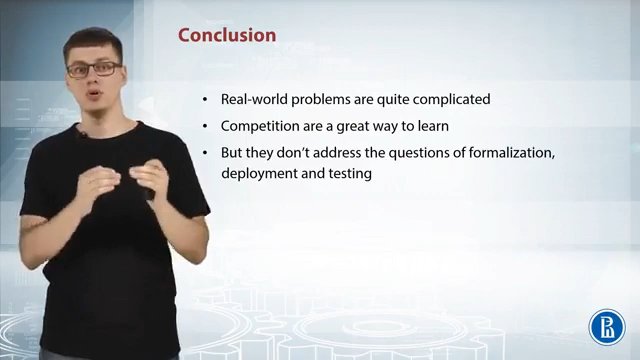 Conclusion
• Real-world problems are quite complicated
• Competition are a great way to learn
• But they don't address the questions of formalization,
deployment and testing